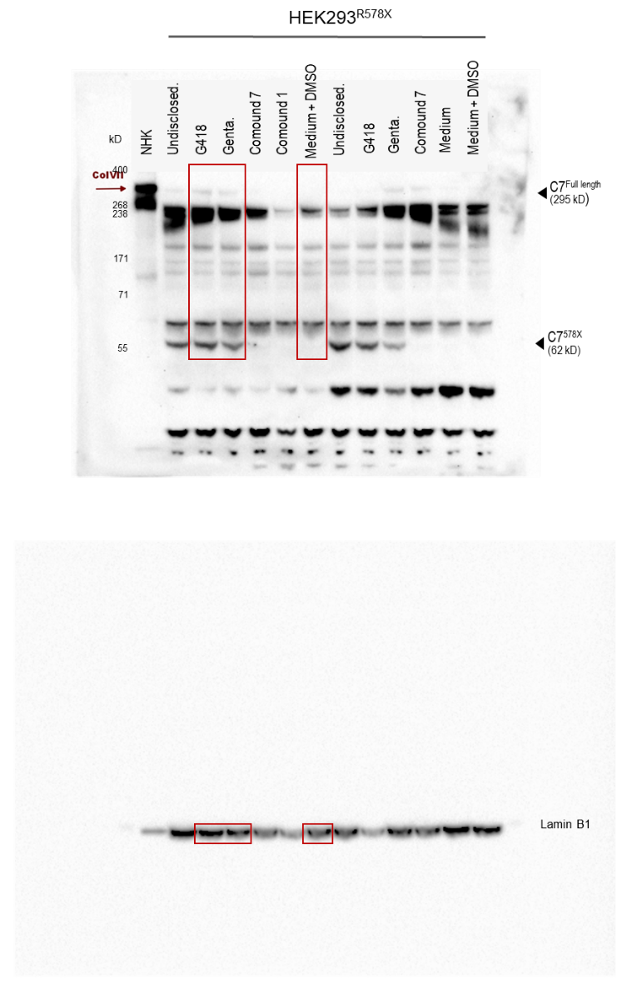 HEK293R578X
kD
NHK
Undisclosed.
G418
Genta.
Comound 7
Comound 1
Medium + DMSO
Undisclosed.
G418
Genta.
Compound 7
Medium
Medium + DMSO
400
ColVII
268
238
171
71
55
C7Full length
(295 kD)
C7578X
(62 kD)
Lamin B1